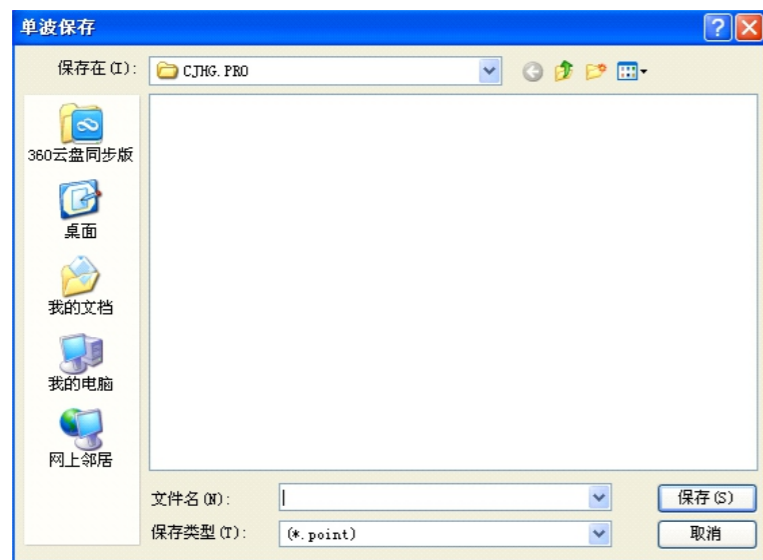 单波保存
保存在(I):
CJHG.PRO
360云盘同步版
桌面
我的文档
我的电脑
网上邻居
文件名(N):
保存(S)
保存类型(T):
(*.point)
取消